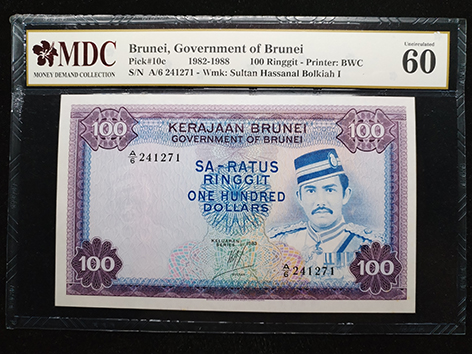 MDC
MONEY DEMAND COLLECTION
Brunei, Government of Brunei
Pick#10c 1982-1988 100 Ringgit - Printer: BWC
S/N A/6 241271 - Wmk: Sultan Hassanal Bolkiah I
Uncirculated
60
100
KERAJAAN BRUNEI
GOVERNMENT OF BRUNEI
100
A/6 241271
SA-RATUS
RINGGIT
ONE HUNDRED
DOLLARS
KELUARAN
SERIES
A/6 241271
100
100